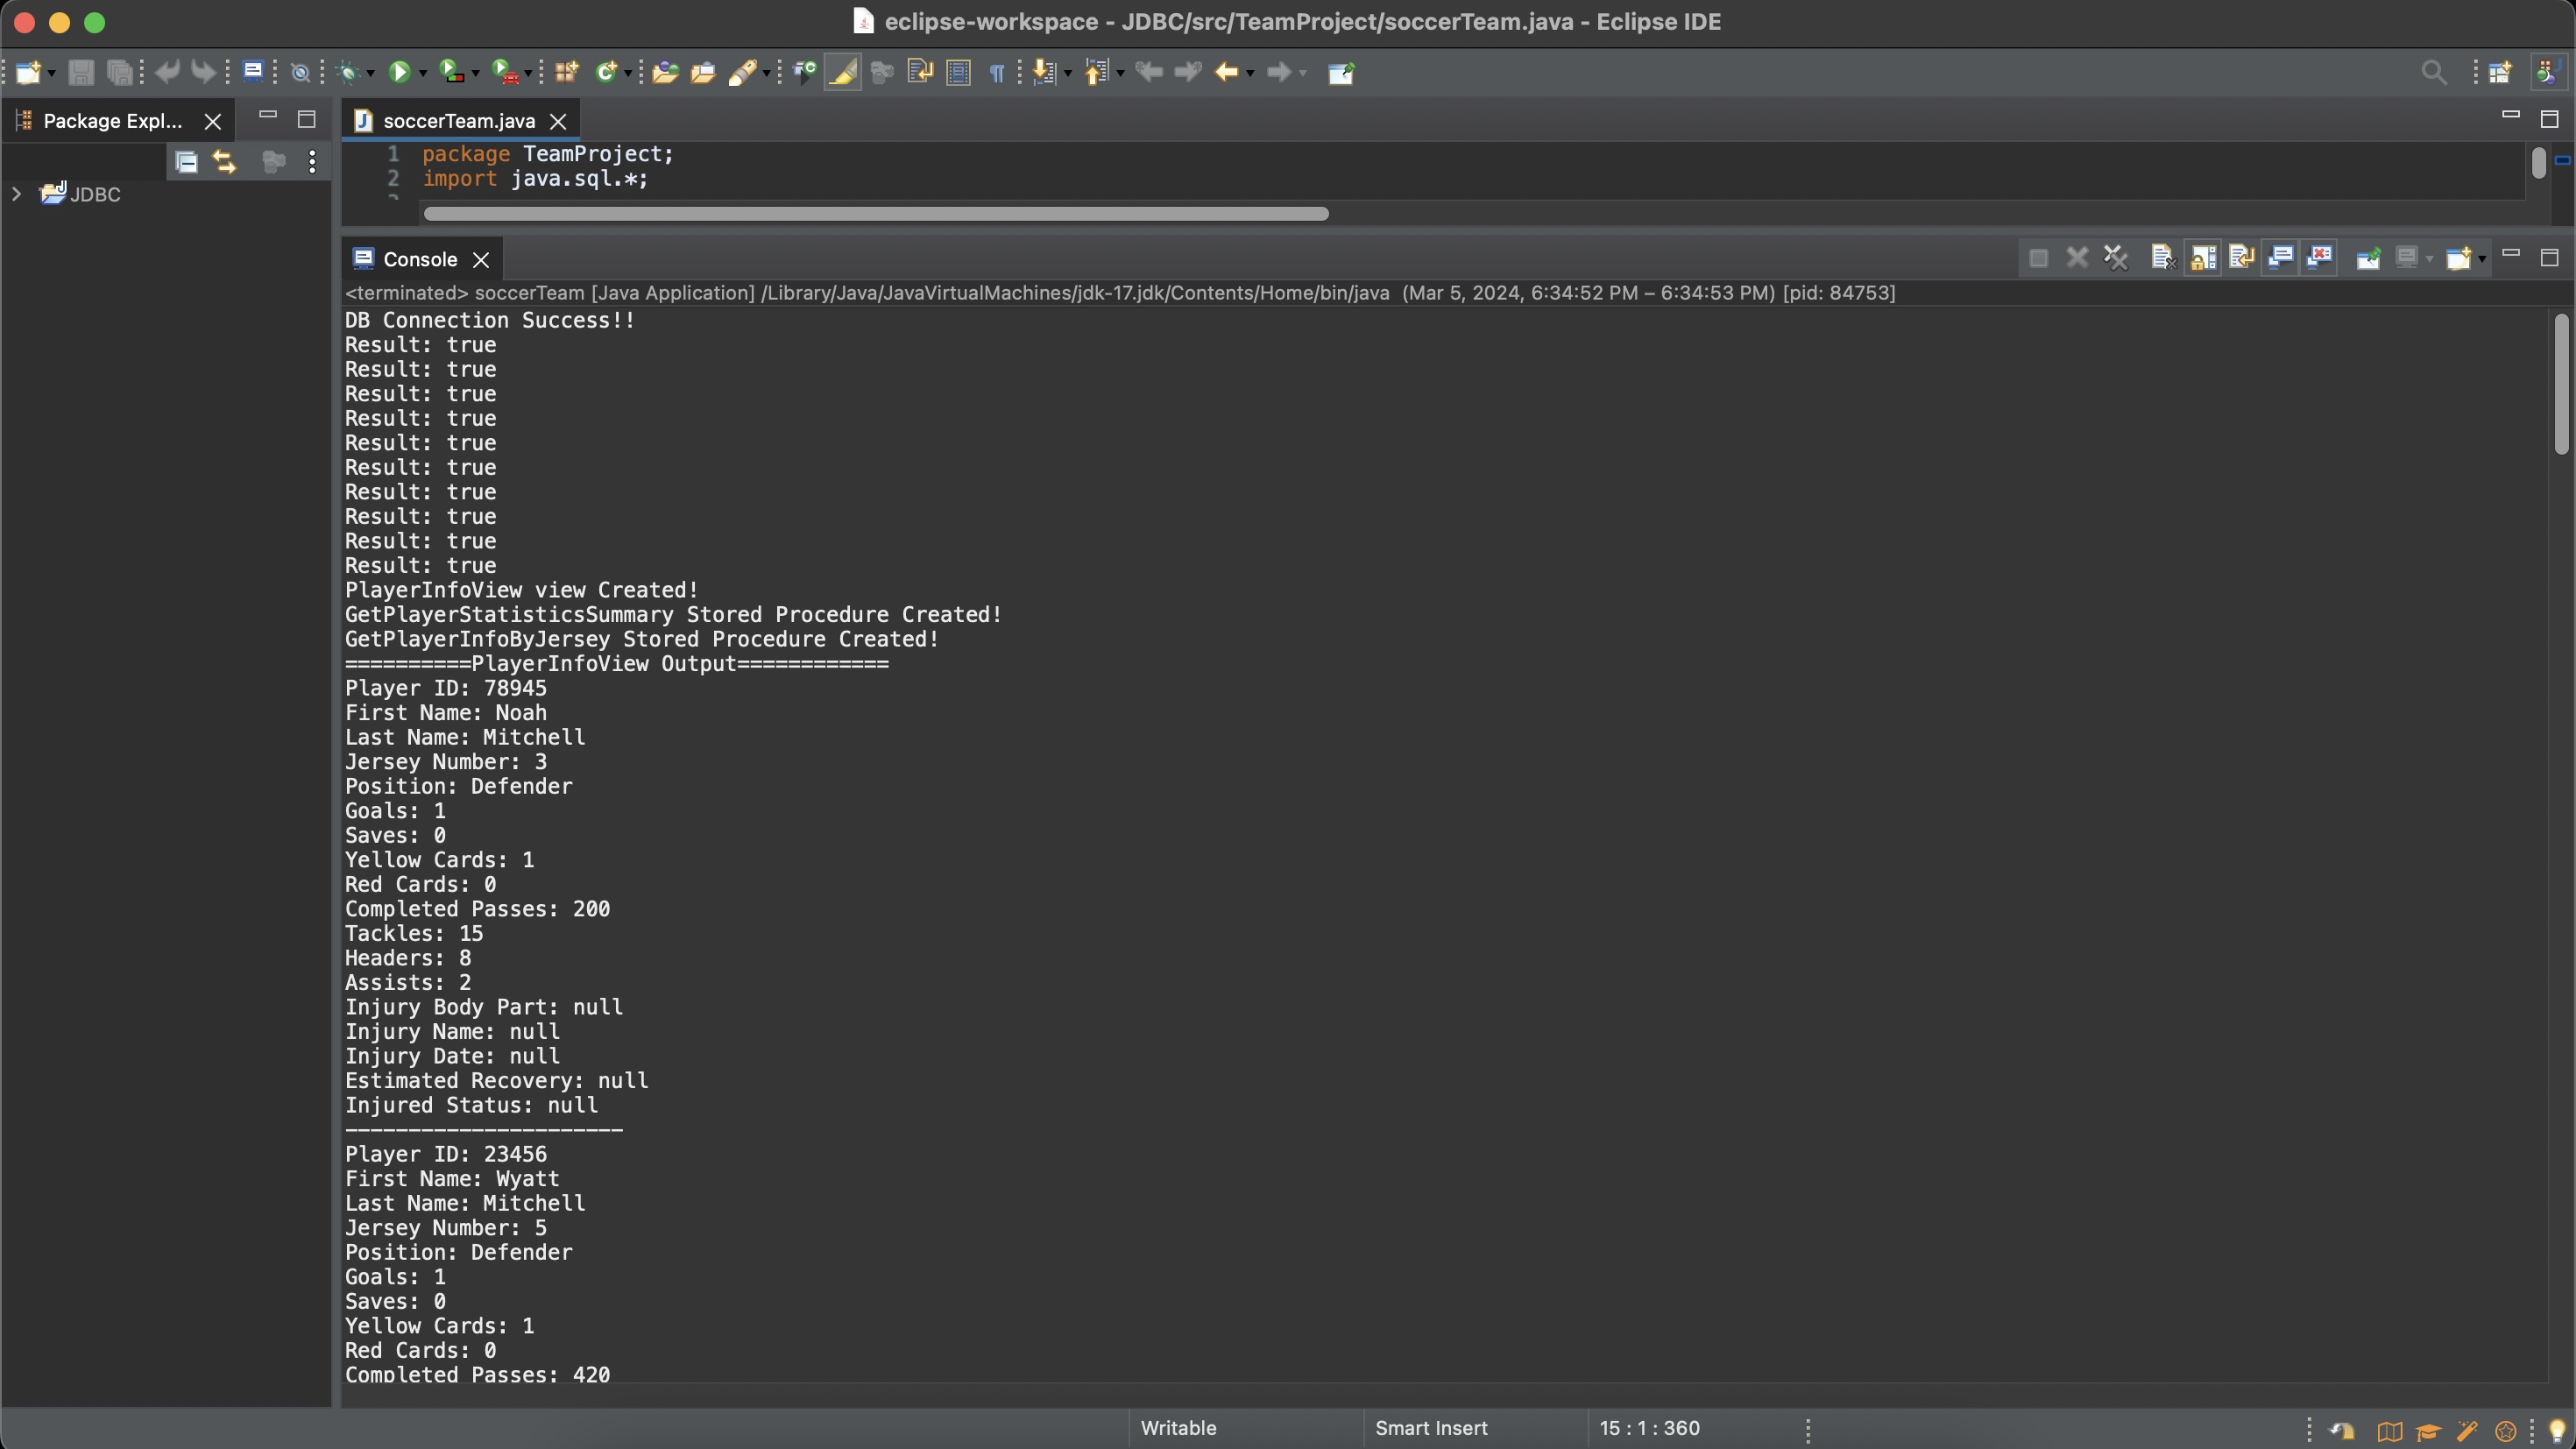 eclipse-workspace - JDBC/src/TeamProject/soccerTeam.java - Eclipse IDE
Package Expl...
soccerTeam.java
JDBC
1 package TeamProject;
2 import java.sql.*;
Console
<terminated> soccerTeam [Java Application] /Library/Java/JavaVirtualMachines/jdk-17.jdk/Contents/Home/bin/java (Mar 5, 2024, 6:34:52 PM – 6:34:53 PM) [pid: 84753]
DB Connection Success!!
Result: true
Result: true
Result: true
Result: true
Result: true
Result: true
Result: true
Result: true
Result: true
Result: true
PlayerInfoView view Created!
GetPlayerStatisticsSummary Stored Procedure Created!
GetPlayerInfoByJersey Stored Procedure Created!
==========PlayerInfoView Output============
Player ID: 78945
First Name: Noah
Last Name: Mitchell
Jersey Number: 3
Position: Defender
Goals: 1
Saves: 0
Yellow Cards: 1
Red Cards: 0
Completed Passes: 200
Tackles: 15
Headers: 8
Assists: 2
Injury Body Part: null
Injury Name: null
Injury Date: null
Estimated Recovery: null
Injured Status: null
----------------------
Player ID: 23456
First Name: Wyatt
Last Name: Mitchell
Jersey Number: 5
Position: Defender
Goals: 1
Saves: 0
Yellow Cards: 1
Red Cards: 0
Completed Passes: 420
Writable
Smart Insert
15 : 1 : 360